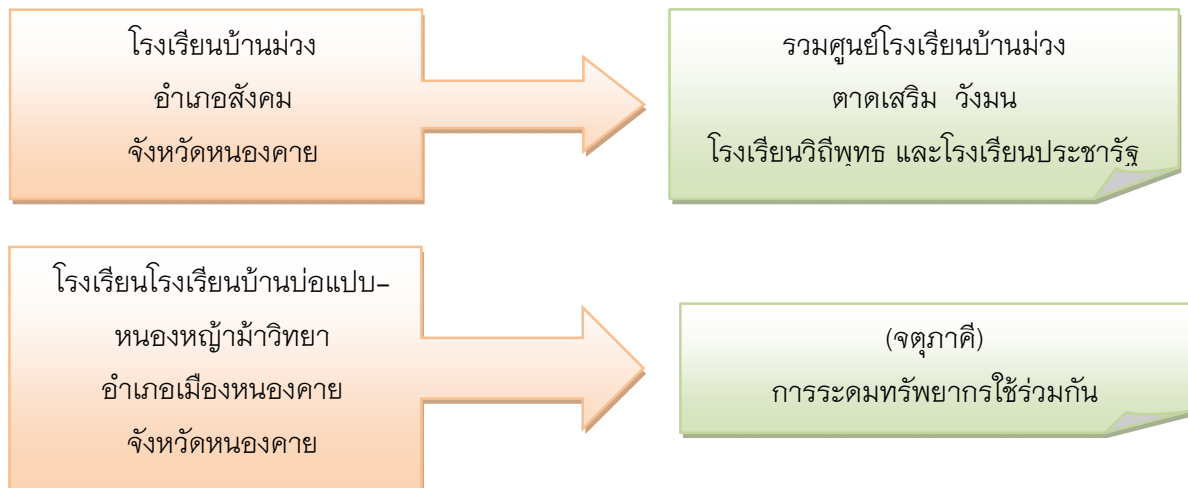 โรงเรียนบ้านม่วง
อำเภอสังคม
จังหวัดหนองคาย
รวมศูนย์โรงเรียนบ้านม่วง
ตาดเสริม วังมน
โรงเรียนวิถีพุทธ และโรงเรียนประชารัฐ
โรงเรียนโรงเรียนบ้านบ่อแปบ-
หนองหญ้าม้าวิทยา
อำเภอเมืองหนองคาย
จังหวัดหนองคาย
(จตุภาคี)
การระดมทรัพยากรใช้ร่วมกัน